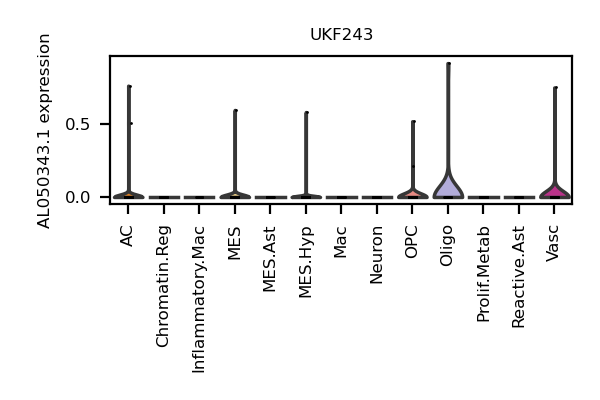 UKF243
AL050343.1 expression
0.5
0.0
AC
Chromatin.Reg
Inflammatory.Mac
MES
MES.Ast
MES.Hyp
Mac
Neuron
OPC
Oligo
Prolif.Metab
Reactive.Ast
Vasc